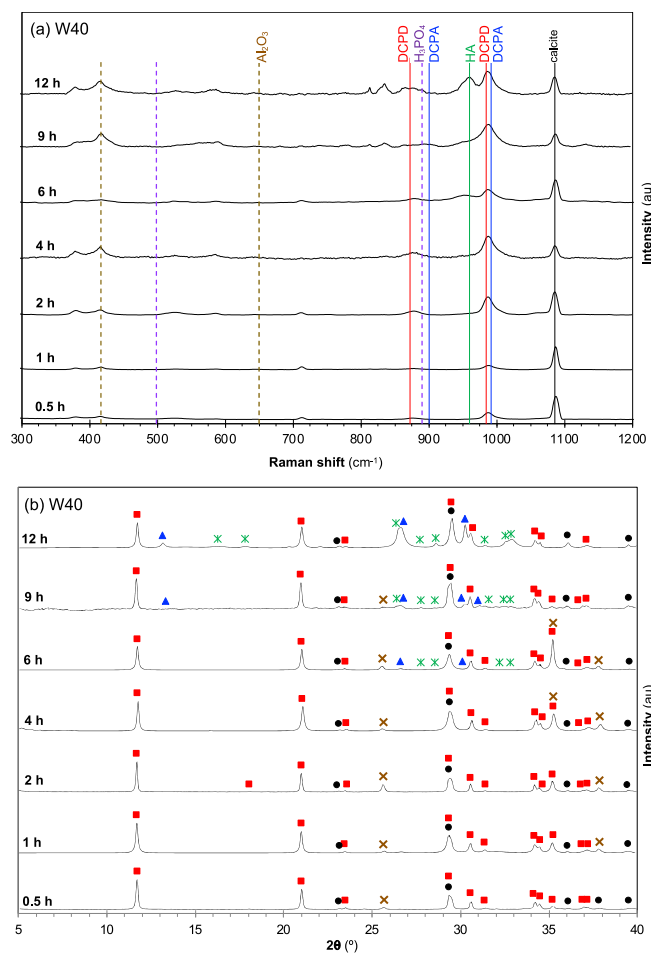 (a) W40
Al₂O₃
DCPD
H₃PO₄
DCPA
HA
DCPD
DCPA
calcite
12 h
9 h
6 h
4 h
2 h
1 h
0.5 h
Intensity (au)
300 400 500 600 700 800 900 1000 1100 1200
Raman shift (cm⁻¹)
(b) W40
12 h
9 h
6 h
4 h
2 h
1 h
0.5 h
Intensity (au)
5 10 15 20 25 30 35 40
2θ (º)